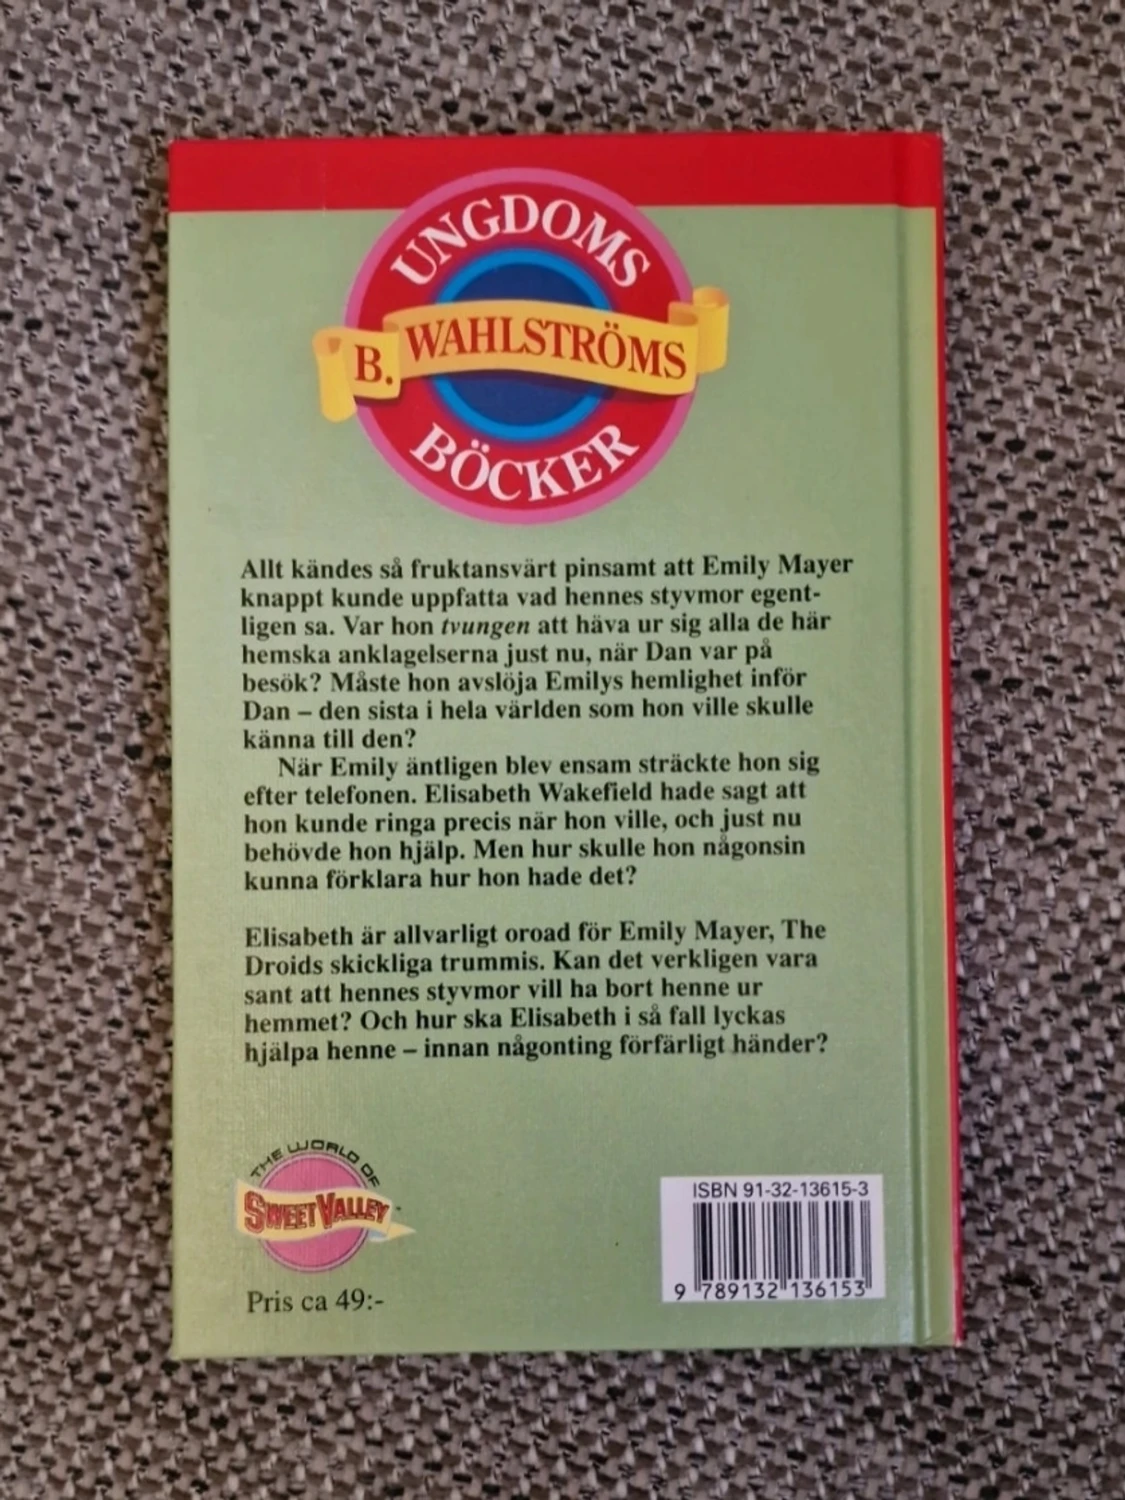 UNGDOMS
B. WAHLSTRÖMS
BÖCKER
Allt kändes så fruktansvärt pinsamt att Emily Mayer
knappt kunde uppfatta vad hennes styvmor egent-
ligen sa. Var hon tvungen att häva ur sig alla de här
hemska anklagelserna just nu, när Dan var på
besök? Måste hon avslöja Emilys hemlighet inför
Dan – den sista i hela världen som hon ville skulle
känna till den?
När Emily äntligen blev ensam sträckte hon sig
efter telefonen. Elisabeth Wakefield hade sagt att
hon kunde ringa precis när hon ville, och just nu
behövde hon hjälp. Men hur skulle hon någonsin
kunna förklara hur hon hade det?
Elisabeth är allvarligt oroad för Emily Mayer, The
Droids skickliga trummis. Kan det verkligen vara
sant att hennes styvmor vill ha bort henne ur
hemmet? Och hur ska Elisabeth i så fall lyckas
hjälpa henne – innan någonting förfärligt händer?
THE WORLD OF
SWEET VALLEY
Pris ca 49:-
ISBN 91-32-13615-3
9 789132 136153